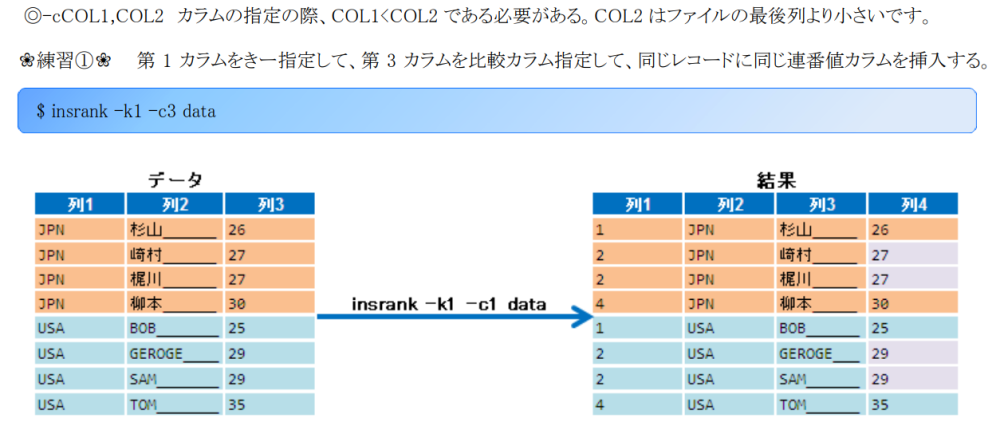 ◎-cCOL1,COL2 カラムの指定の際、COL1<COL2 である必要がある。COL2 はファイルの最後列より小さいです。
❀練習①❀ 第 1 カラムをキー指定して、第 3 カラムを比較カラム指定して、同じレコードに同じ連番値カラムを挿入する。
$ insrank -k1 -c3 data
データ
列1 列2 列3
JPN 杉山______ 26
JPN 崎村______ 27
JPN 梶川______ 27
JPN 柳本______ 30
USA BOB_______ 25
USA GEROGE____ 29
USA SAM_______ 29
USA TOM_______ 35
insrank -k1 -c1 data
結果
列1 列2 列3 列4
1 JPN 杉山_____ 26
2 JPN 崎村_____ 27
2 JPN 梶川_____ 27
4 JPN 柳本_____ 30
1 USA BOB______ 25
2 USA GEROGE___ 29
2 USA SAM______ 29
4 USA TOM______ 35